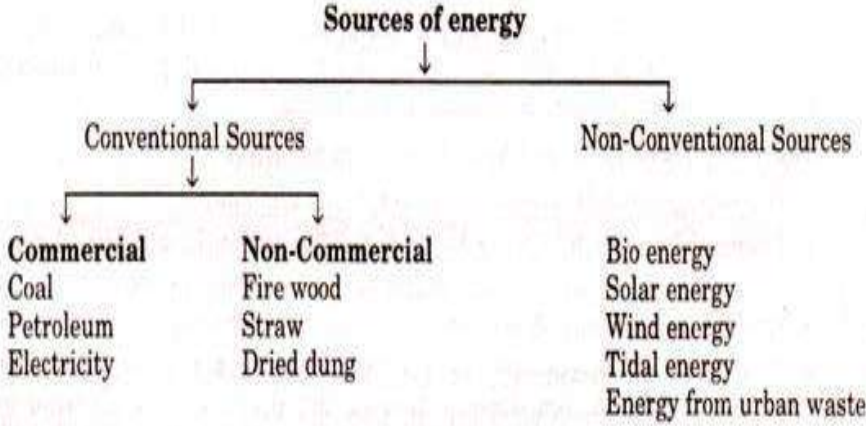 Sources of energy
Conventional Sources
Non-Conventional Sources
Commercial
Coal
Petroleum
Electricity
Non-Commercial
Fire wood
Straw
Dried dung
Bio energy
Solar energy
Wind energy
Tidal energy
Energy from urban waste